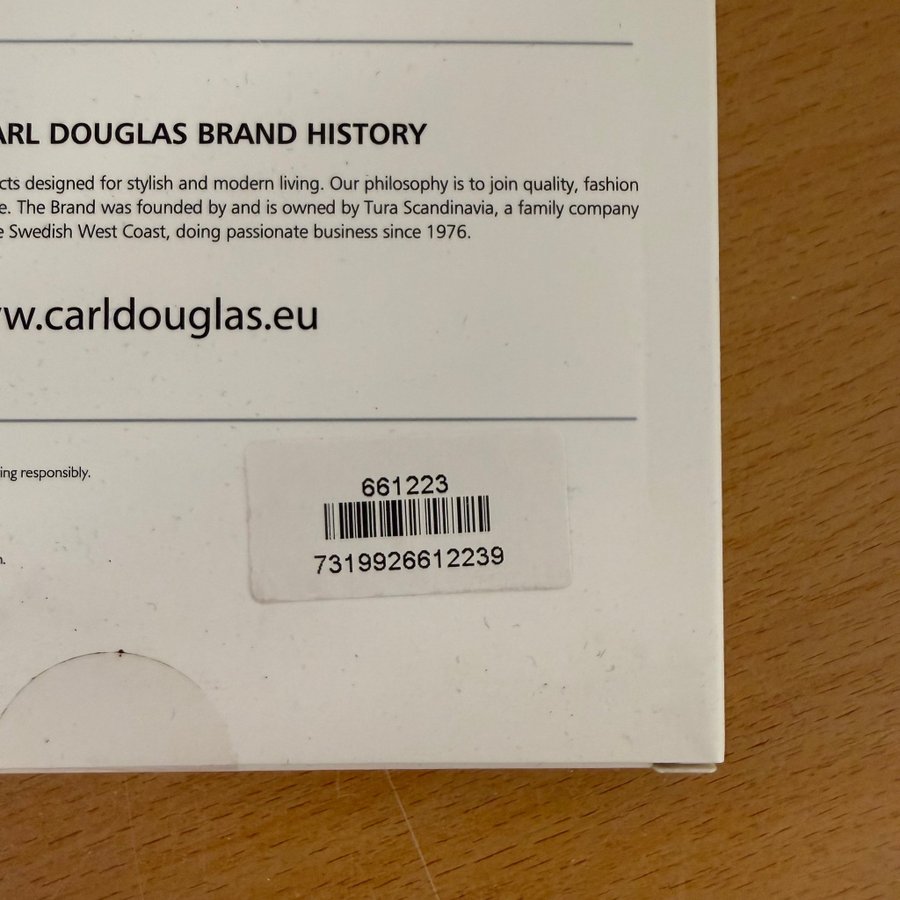 ARL DOUGLAS BRAND HISTORY
cts designed for stylish and modern living. Our philosophy is to join quality, fashion
e. The Brand was founded by and is owned by Tura Scandinavia, a family company
e Swedish West Coast, doing passionate business since 1976.
w.carldouglas.eu
ing responsibly.
661223
7319926612239
n.